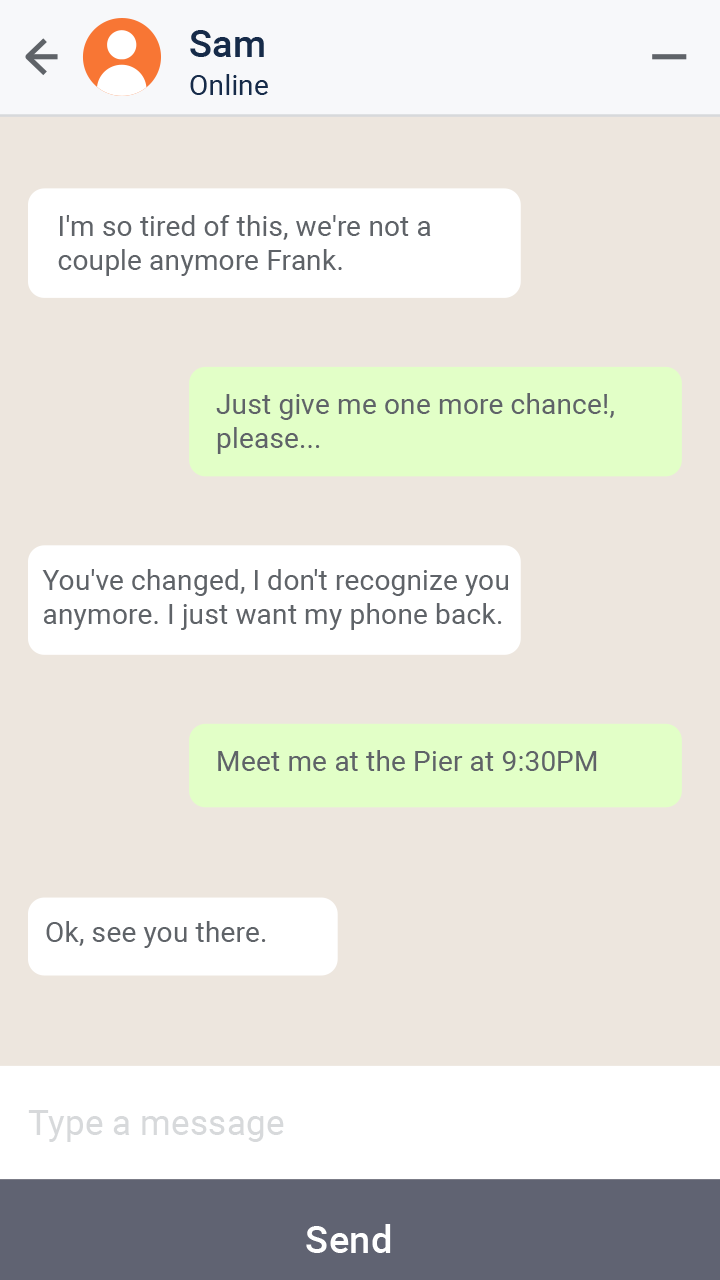 Sam
Online
I'm so tired of this, we're not a
couple anymore Frank.
Just give me one more chance!,
please...
You've changed, I don't recognize you
anymore. I just want my phone back.
Meet me at the Pier at 9:30PM
Ok, see you there.
Type a message
Send